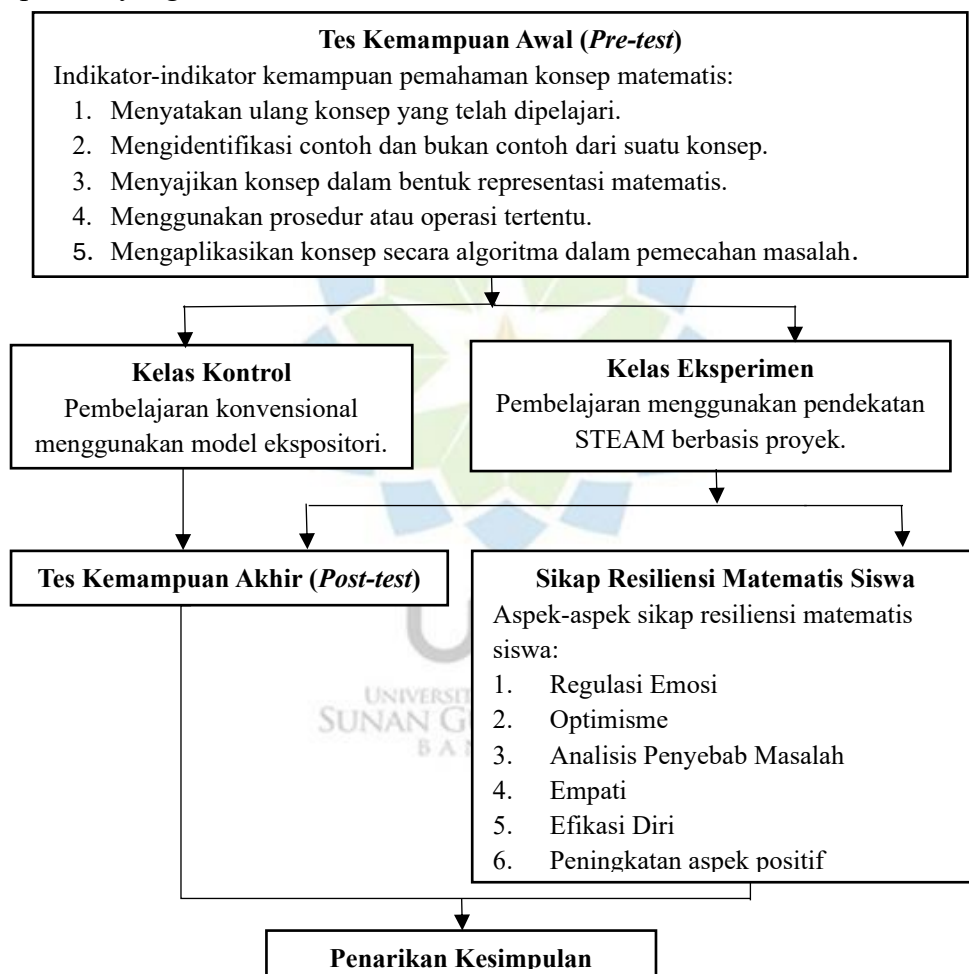 Tes Kemampuan Awal (Pre-test)
Indikator-indikator kemampuan pemahaman konsep matematis:
1. Menyatakan ulang konsep yang telah dipelajari.
2. Mengidentifikasi contoh dan bukan contoh dari suatu konsep.
3. Menyajikan konsep dalam bentuk representasi matematis.
4. Menggunakan prosedur atau operasi tertentu.
5. Mengaplikasikan konsep secara algoritma dalam pemecahan masalah.
Kelas Kontrol
Pembelajaran konvensional
menggunakan model ekspositori.
Kelas Eksperimen
Pembelajaran menggunakan pendekatan
STEAM berbasis proyek.
Tes Kemampuan Akhir (Post-test)
Sikap Resiliensi Matematis Siswa
Aspek-aspek sikap resiliensi matematis
siswa:
1. Regulasi Emosi
2. Optimisme
3. Analisis Penyebab Masalah
4. Empati
5. Efikasi Diri
6. Peningkatan aspek positif
SUNAN
Penarikan Kesimpulan